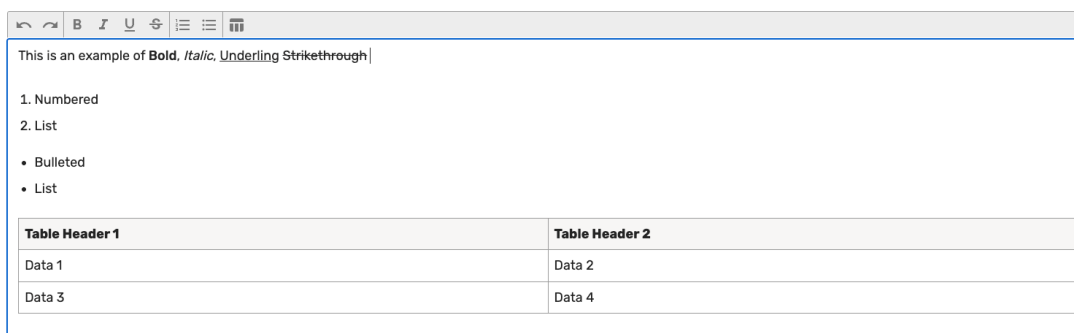 B I U S
This is an example of Bold, Italic, Underling Strikethrough
1. Numbered
2. List
• Bulleted
• List
Table Header 1 Table Header 2
Data 1 Data 2
Data 3 Data 4